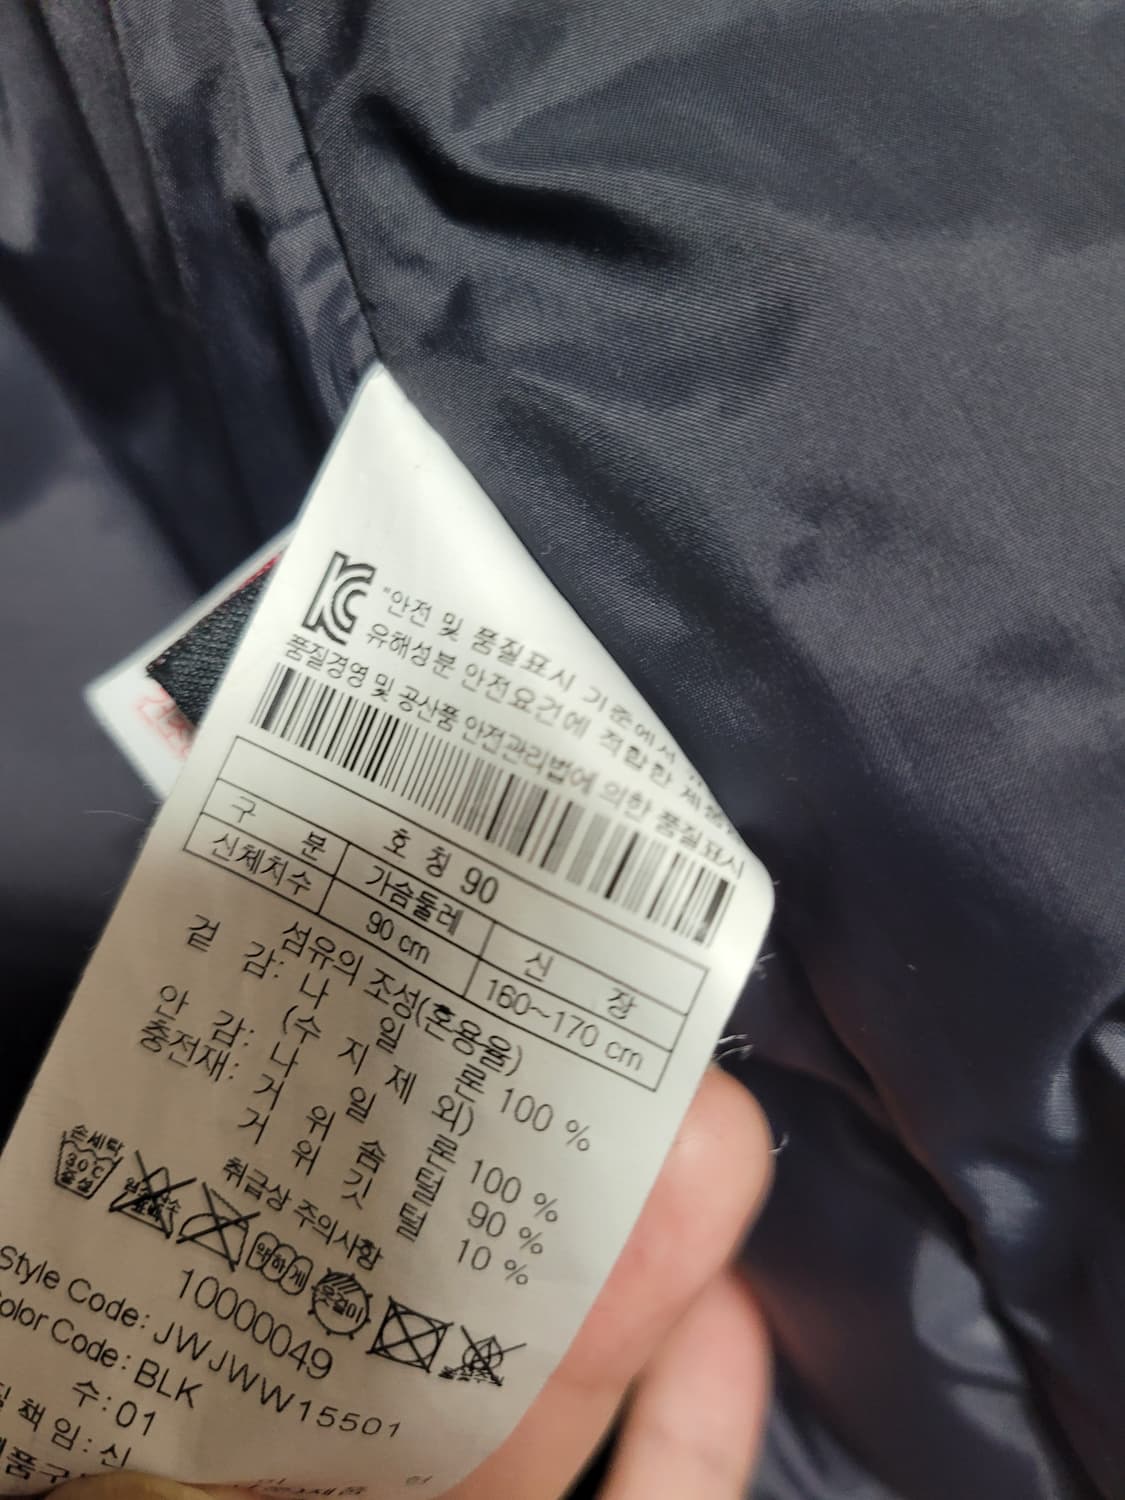 "안전 및 품질표시 기준에서
유해성분 안전요건에 적합한 제품
품질경영 및 공산품 안전관리법에 의한 품질표시
호칭 90
구 분 가슴둘레 신 장
신체치수 90 cm 160~170 cm
섬유의 조성(혼용율)
겉 감: 나 일 론 100 %
(수 지 제 외)
안 감: 나 일 론 100 %
충전재: 거 위 솜 털 90 %
거 위 깃 털 10 %
취급상 주의사항
손세탁
30℃
중성
약하게
옷걸이
10000049
Style Code: JWJWW15501
Color Code: BLK
수: 01
책 임: 신
품구